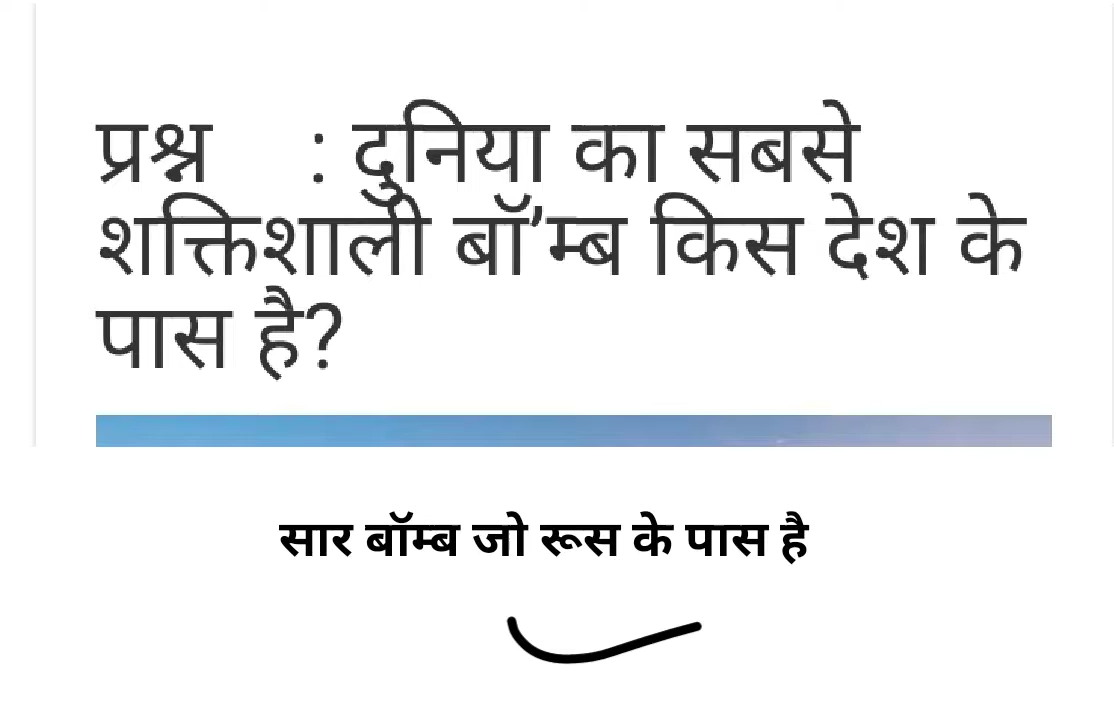 प्रश्न : दुनिया का सबसे
शक्तिशाली बॉ’म्ब किस देश के
पास है?
सार बॉम्ब जो रूस के पास है